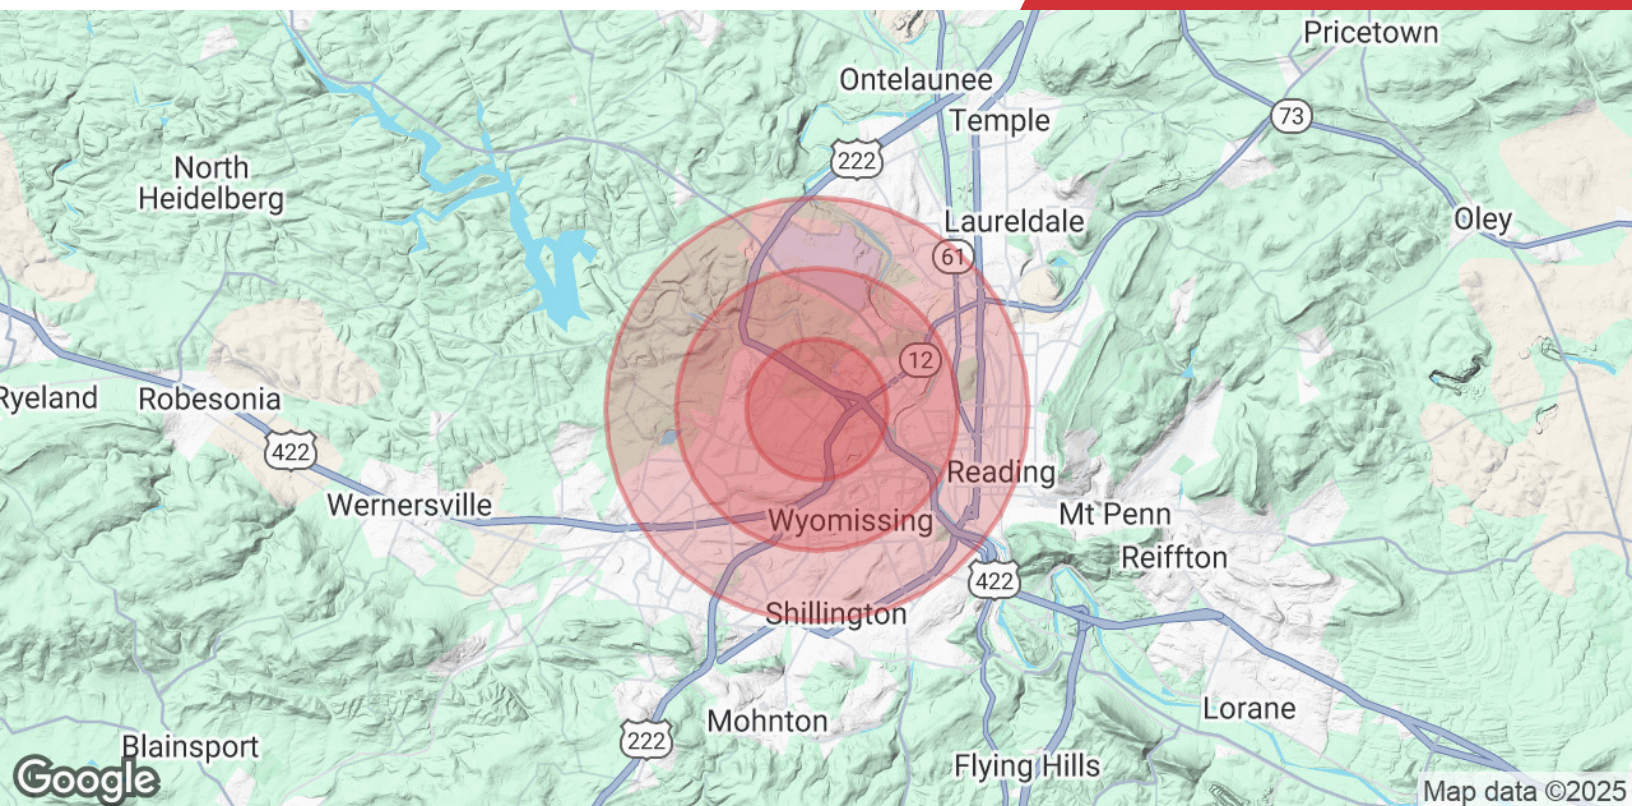 Pricetown
Ontelaunee
73
Temple
222
North
Heidelberg
Laureldale
Oley
61
12
Ryeland
Robesonia
422
Reading
Wernersville
Wyomissing
Mt Penn
Reiffton
422
Shillington
Lorane
Mohnton
222
Blainsport
Flying Hills
Google
Map data ©2025